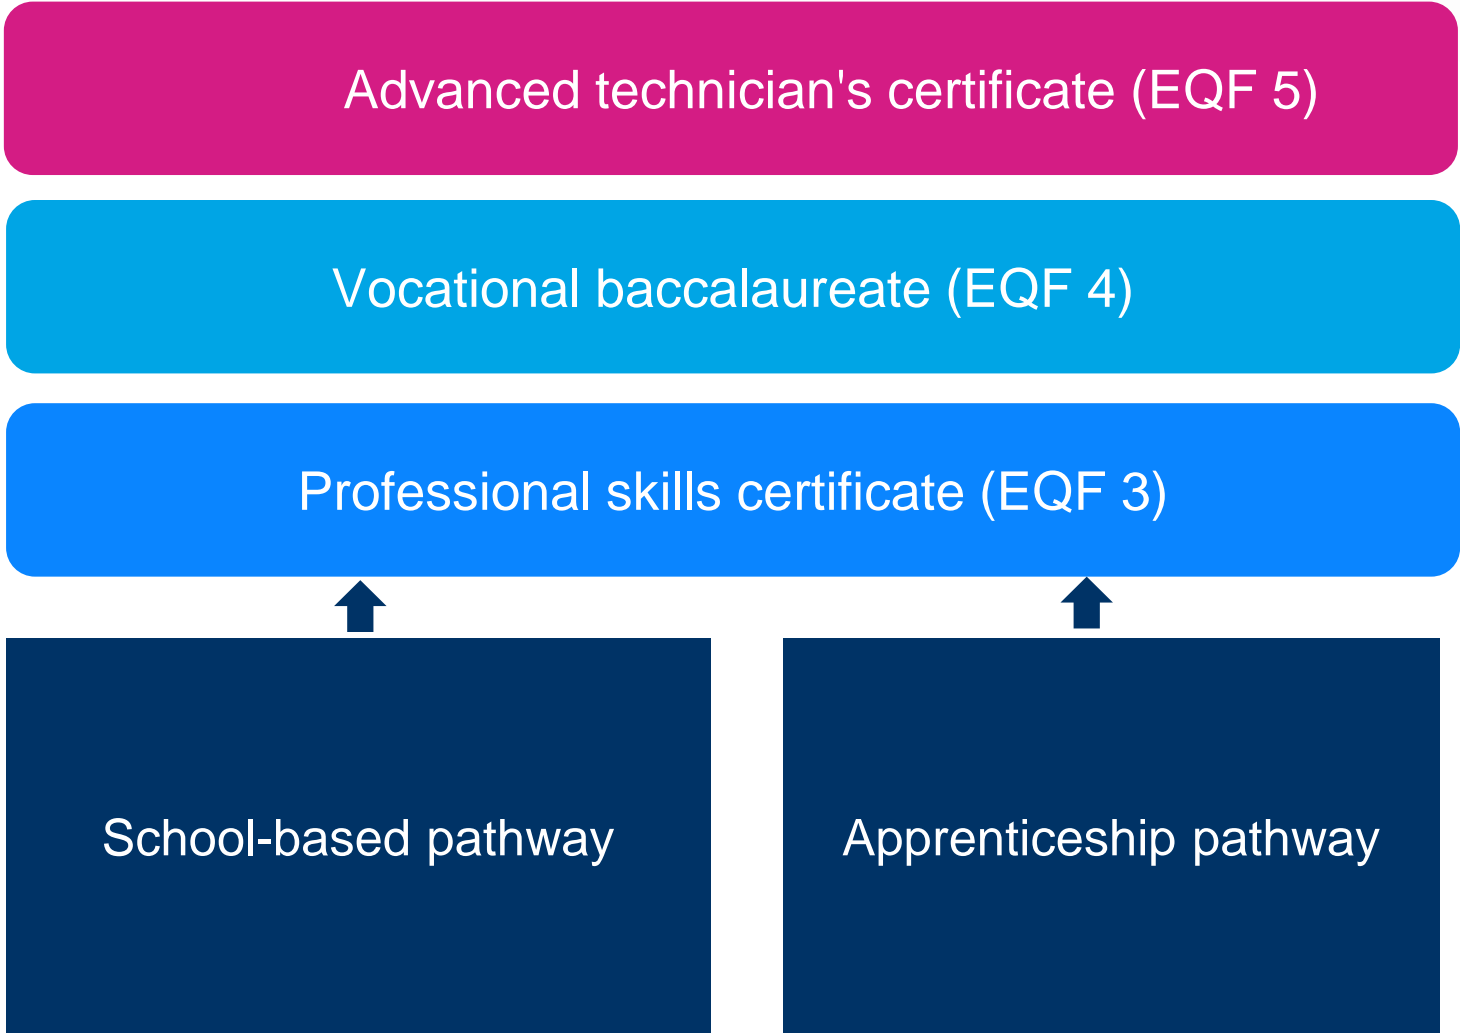 Advanced technician's certificate (EQF 5)
Vocational baccalaureate (EQF 4)
Professional skills certificate (EQF 3)
School-based pathway
Apprenticeship pathway